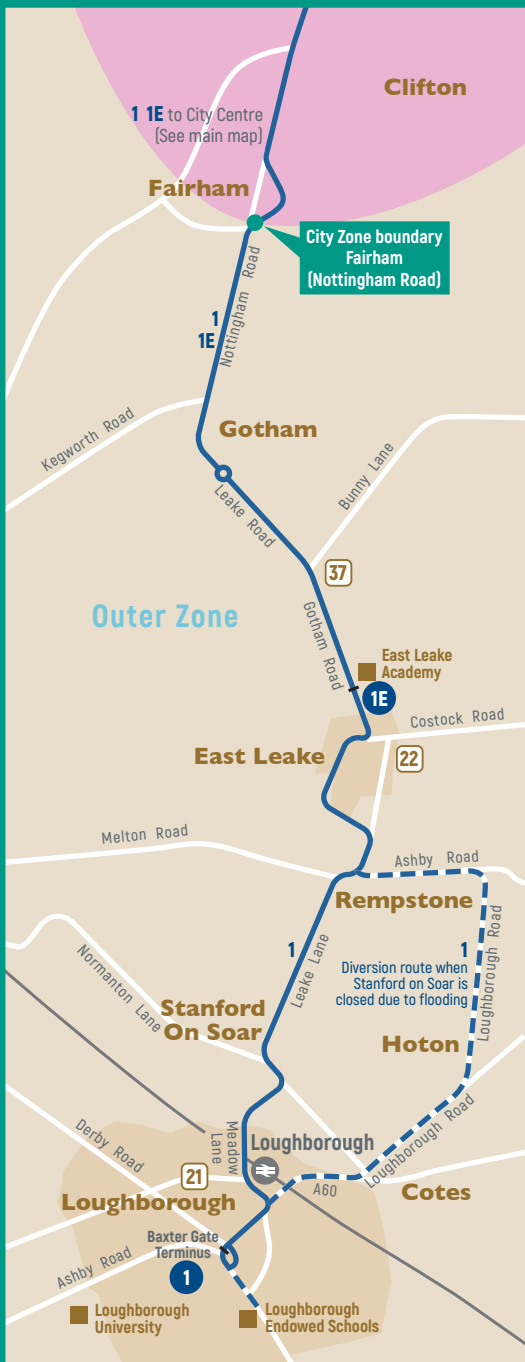 Clifton
1 1E to City Centre
(See main map)
Fairham
City Zone boundary
Fairham
(Nottingham Road)
Nottingham Road
1
1E
Kegworth Road
Gotham
Bunny Lane
Leake Road
37
Outer Zone
Gotham Road
East Leake
Academy
1E
Costock Road
East Leake
22
Melton Road
Ashby Road
Rempstone
1
Leake Lane
1
Diversion route when
Stanford on Soar is
closed due to flooding
Loughborough Road
Normanton Lane
Stanford
On Soar
Hoton
Derby Road
Meadow
Lane
Loughborough
Loughborough Road
21
A60
Cotes
Loughborough
Baxter Gate
Terminus
Ashby Road
1
Loughborough
University
Loughborough
Endowed Schools